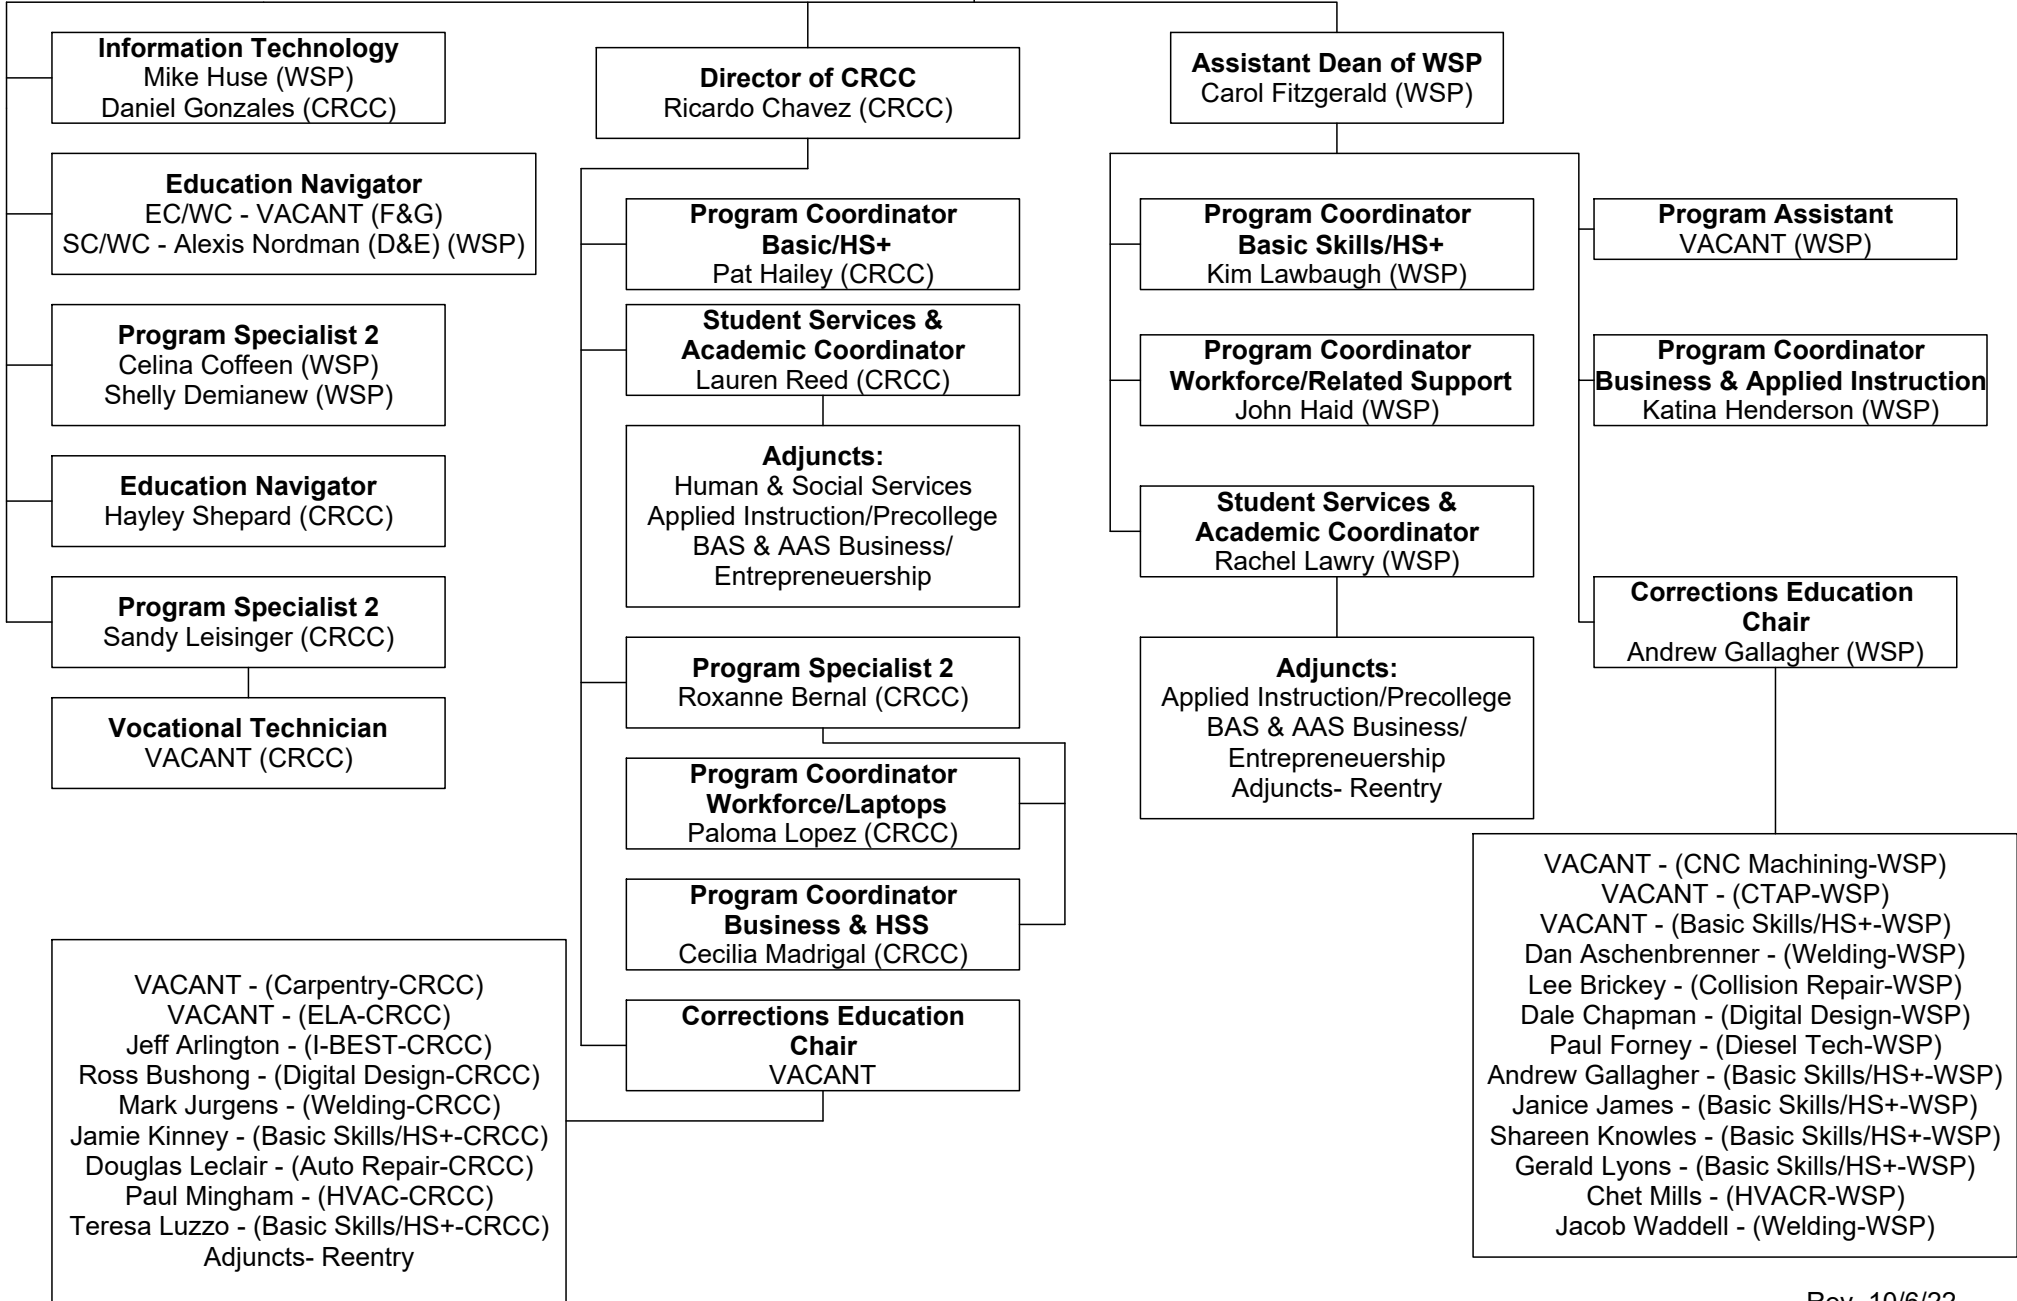 Information Technology
Mike Huse (WSP)
Daniel Gonzales (CRCC)
Education Navigator
EC/WC - VACANT (F&G)
SC/WC - Alexis Nordman (D&E) (WSP)
Program Specialist 2
Celina Coffeen (WSP)
Shelly Demianew (WSP)
Education Navigator
Hayley Shepard (CRCC)
Program Specialist 2
Sandy Leisinger (CRCC)
Vocational Technician
VACANT (CRCC)
Director of CRCC
Ricardo Chavez (CRCC)
Program Coordinator
Basic/HS+
Pat Hailey (CRCC)
Student Services &
Academic Coordinator
Lauren Reed (CRCC)
Adjuncts:
Human & Social Services
Applied Instruction/Precollege
BAS & AAS Business/
Entrepreneuership
Program Specialist 2
Roxanne Bernal (CRCC)
Program Coordinator
Workforce/Laptops
Paloma Lopez (CRCC)
Program Coordinator
Business & HSS
Cecilia Madrigal (CRCC)
Corrections Education
Chair
VACANT
VACANT - (Carpentry-CRCC)
VACANT - (ELA-CRCC)
Jeff Arlington - (I-BEST-CRCC)
Ross Bushong - (Digital Design-CRCC)
Mark Jurgens - (Welding-CRCC)
Jamie Kinney - (Basic Skills/HS+-CRCC)
Douglas Leclair - (Auto Repair-CRCC)
Paul Mingham - (HVAC-CRCC)
Teresa Luzzo - (Basic Skills/HS+-CRCC)
Adjuncts- Reentry
Assistant Dean of WSP
Carol Fitzgerald (WSP)
Program Coordinator
Basic Skills/HS+
Kim Lawbaugh (WSP)
Program Coordinator
Workforce/Related Support
John Haid (WSP)
Student Services &
Academic Coordinator
Rachel Lawry (WSP)
Adjuncts:
Applied Instruction/Precollege
BAS & AAS Business/
Entrepreneuership
Adjuncts- Reentry
Program Assistant
VACANT (WSP)
Program Coordinator
Business & Applied Instruction
Katina Henderson (WSP)
Corrections Education
Chair
Andrew Gallagher (WSP)
VACANT - (CNC Machining-WSP)
VACANT - (CTAP-WSP)
VACANT - (Basic Skills/HS+-WSP)
Dan Aschenbrenner - (Welding-WSP)
Lee Brickey - (Collision Repair-WSP)
Dale Chapman - (Digital Design-WSP)
Paul Forney - (Diesel Tech-WSP)
Andrew Gallagher - (Basic Skills/HS+-WSP)
Janice James - (Basic Skills/HS+-WSP)
Shareen Knowles - (Basic Skills/HS+-WSP)
Gerald Lyons - (Basic Skills/HS+-WSP)
Chet Mills - (HVACR-WSP)
Jacob Waddell - (Welding-WSP)
Rev. 10/6/22